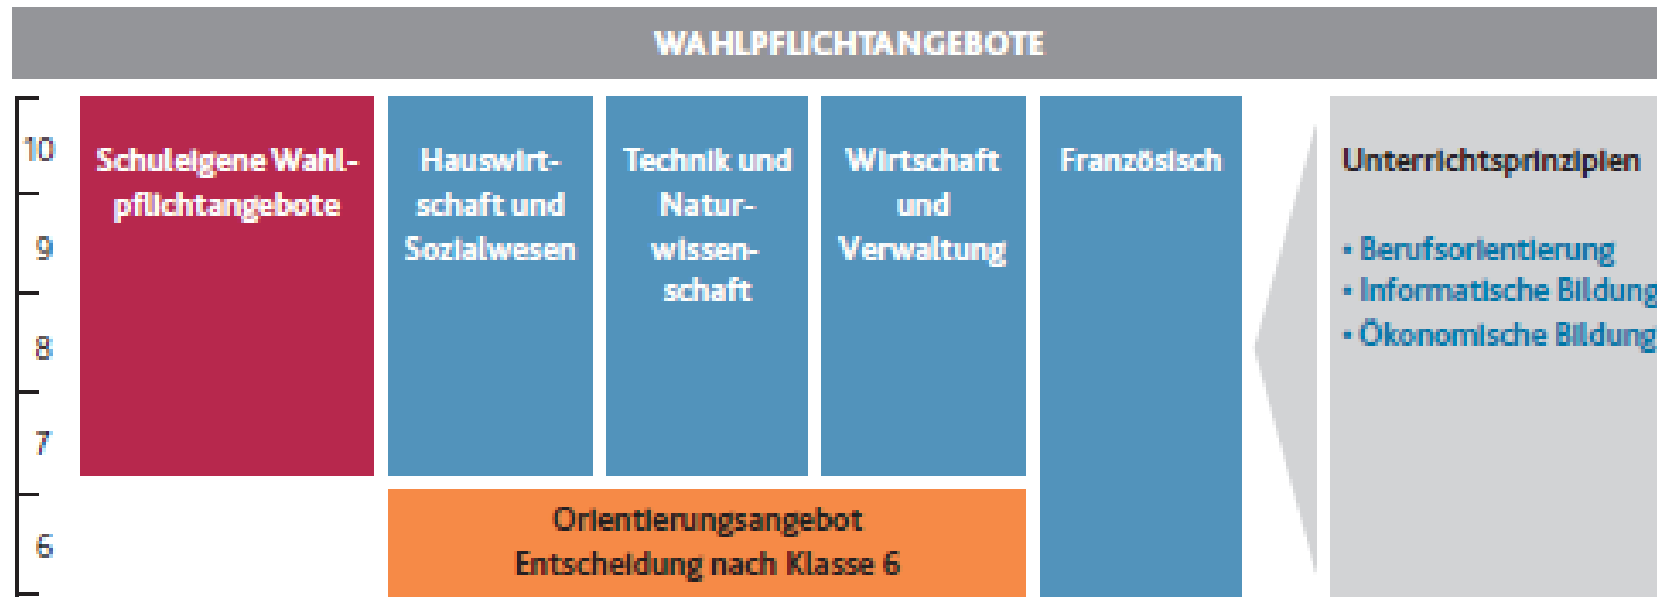 WAHLPFLICHTANGEBOTE
10
9
8
7
6
Schuleigene Wahl-
pflichtangebote
Hauswirt-
schaft und
Sozialwesen
Technik und
Natur-
wissen-
schaft
Wirtschaft
und
Verwaltung
Französisch
Orientierungsangebot
Entscheidung nach Klasse 6
Unterrichtsprinzipien
• Berufsorientierung
• Informatische Bildung
• Ökonomische Bildung